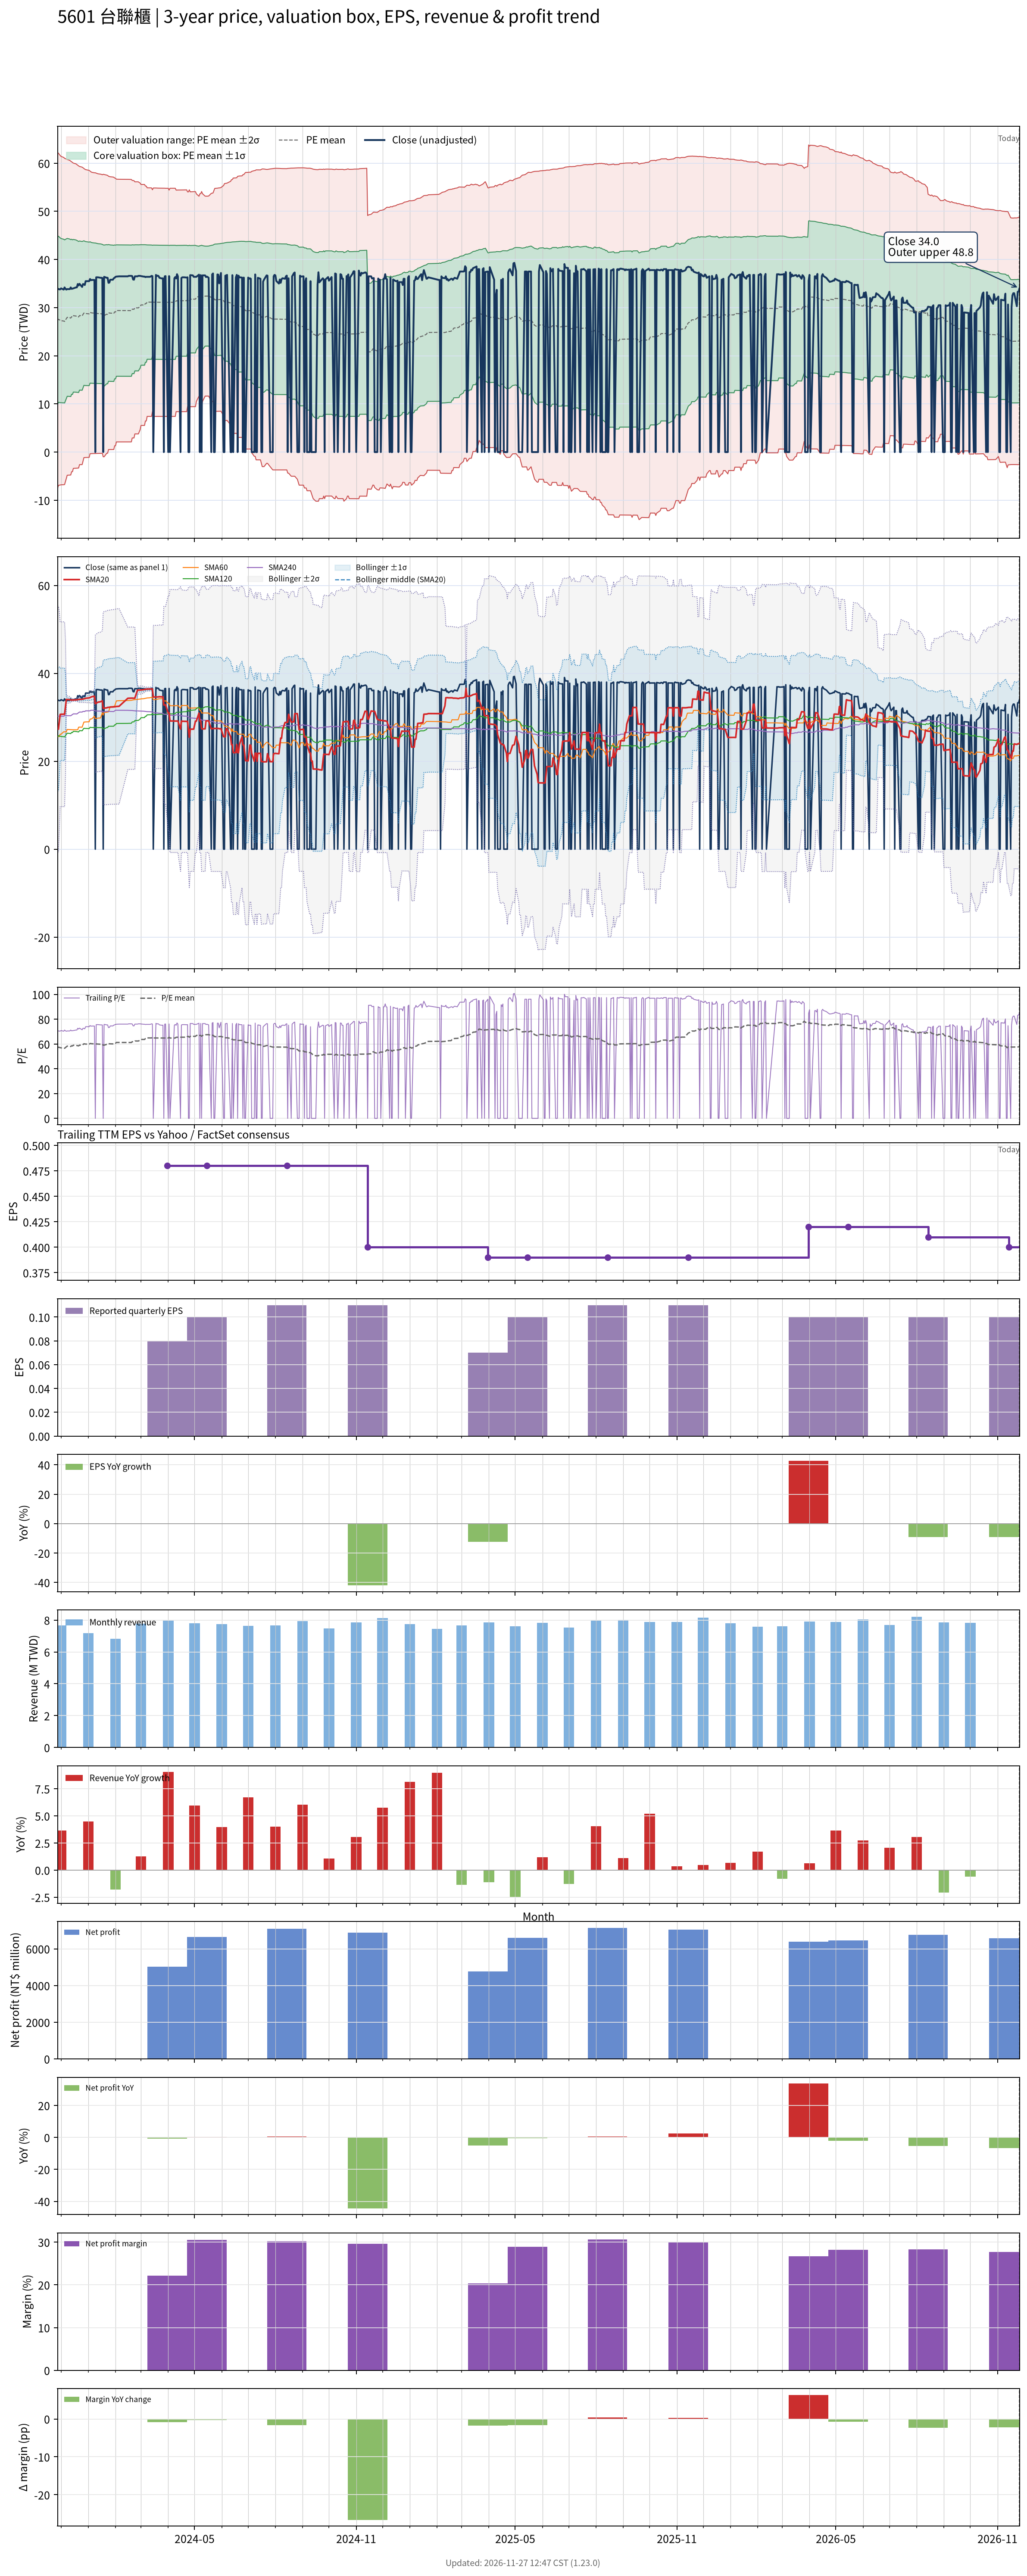 5601 台聯櫃 | 3-year price, valuation box, EPS, revenue & profit trend
Outer valuation range: PE mean ±2σ
Core valuation box: PE mean ±1σ
PE mean
Close (unadjusted)
Today
Close 34.0
Outer upper 48.8
Price (TWD)
60
50
40
30
20
10
0
-10
Close (same as panel 1)
SMA20
SMA60
SMA120
SMA240
Bollinger ±2σ
Bollinger ±1σ
Bollinger middle (SMA20)
Price
60
40
20
0
-20
Trailing P/E
P/E mean
P/E
100
80
60
40
20
0
Trailing TTM EPS vs Yahoo / FactSet consensus
Today
EPS
0.500
0.475
0.450
0.425
0.400
0.375
Reported quarterly EPS
EPS
0.10
0.08
0.06
0.04
0.02
0.00
EPS YoY growth
YoY (%)
40
20
0
-20
-40
Monthly revenue
Revenue (M TWD)
8
6
4
2
0
Revenue YoY growth
YoY (%)
7.5
5.0
2.5
0.0
-2.5
Month
Net profit
Net profit (NT$ million)
6000
4000
2000
0
Net profit YoY
YoY (%)
20
0
-20
-40
Net profit margin
Margin (%)
30
20
10
0
Margin YoY change
Δ margin (pp)
0
-10
-20
2024-05
2024-11
2025-05
2025-11
2026-05
2026-11
Updated: 2026-11-27 12:47 CST (1.23.0)